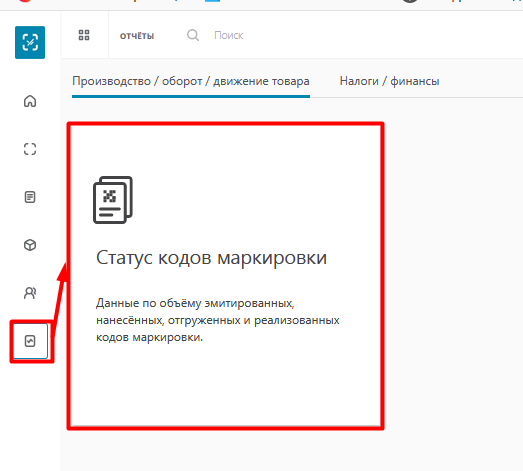 ОТЧЁТЫ
Поиск
Производство / оборот / движение товара
Налоги / финансы
Статус кодов маркировки
Данные по объёму эмитированных,
нанесённых, отгруженных и реализованных
кодов маркировки.